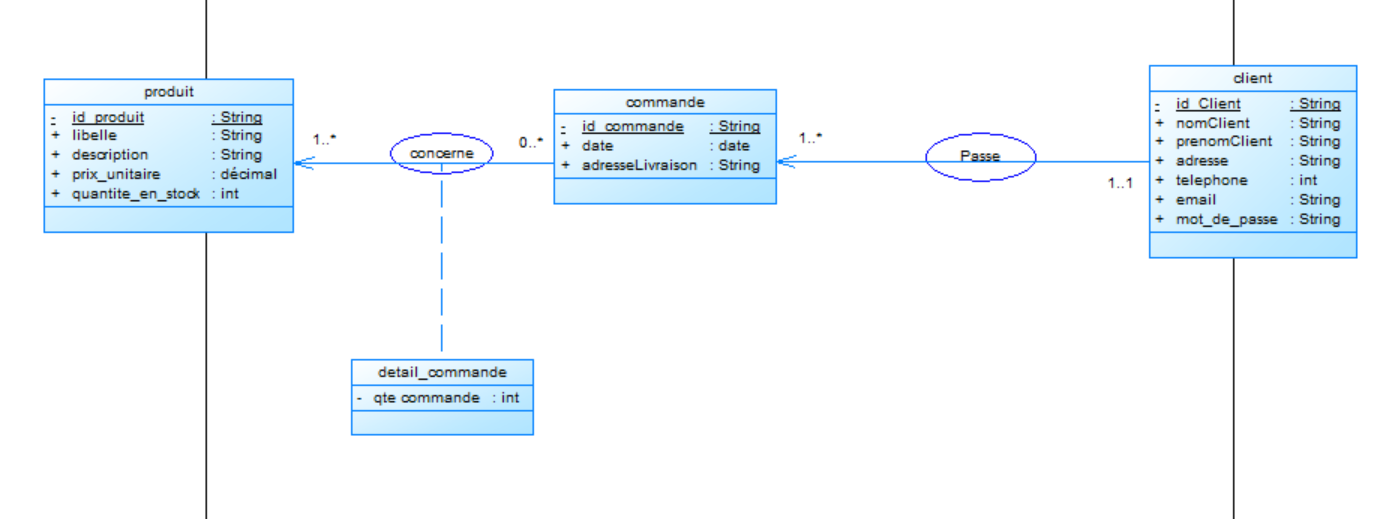 produit
- id_produit : String
+ libelle : String
+ description : String
+ prix_unitaire : décimal
+ quantite_en_stock : int
1..*
concerne
0..*
commande
- id_commande : String
+ date : date
+ adresseLivraison : String
1..*
Passe
1..1
client
- id_Client : String
+ nomClient : String
+ prenomClient : String
+ adresse : String
+ telephone : int
+ email : String
+ mot_de_passe : String
detail_commande
- qte commande : int